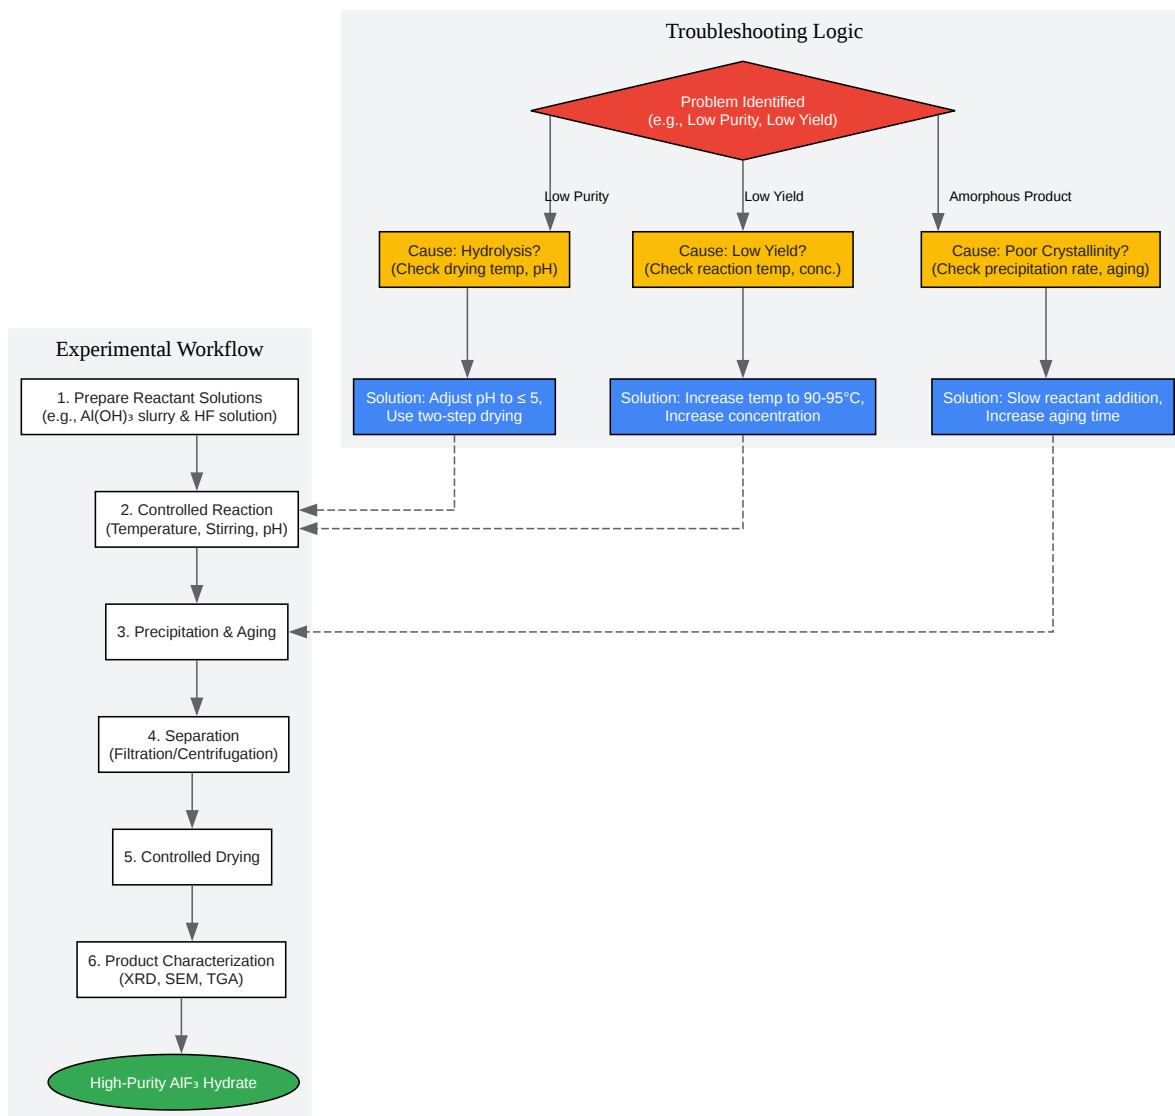 Troubleshooting Logic
Problem Identified
(e.g., Low Purity, Low Yield)
Low Purity
Low Yield
Amorphous Product
Cause: Hydrolysis?
(Check drying temp, pH)
Cause: Low Yield?
(Check reaction temp, conc.)
Cause: Poor Crystallinity?
(Check precipitation rate, aging)
Solution: Adjust pH to ≤ 5,
Use two-step drying
Solution: Increase temp to 90-95°C,
Increase concentration
Solution: Slow reactant addition,
Increase aging time
Experimental Workflow
1. Prepare Reactant Solutions
(e.g., Al(OH)₃ slurry & HF solution)
2. Controlled Reaction
(Temperature, Stirring, pH)
3. Precipitation & Aging
4. Separation
(Filtration/Centrifugation)
5. Controlled Drying
6. Product Characterization
(XRD, SEM, TGA)
High-Purity AlF₃ Hydrate